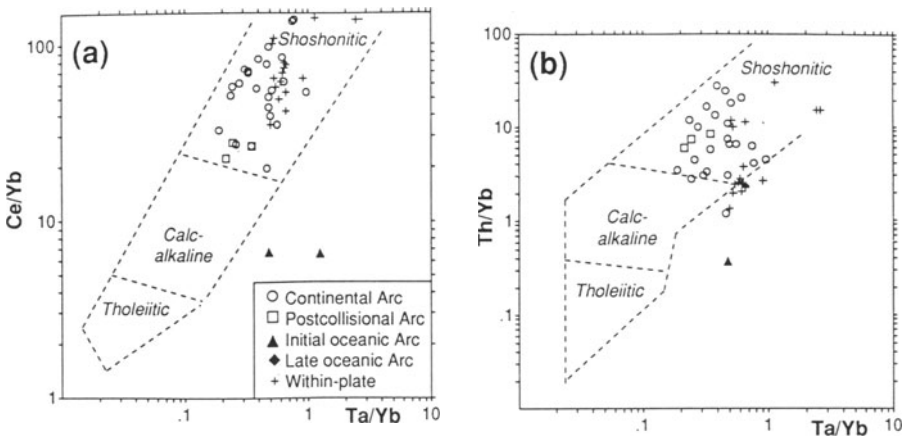 (a)
Shoshonitic
Calc-
alkaline
Tholeiitic
100
10
1
Ce/Yb
.1
1
10
Ta/Yb
○ Continental Arc
□ Postcollisional Arc
▲ Initial oceanic Arc
◆ Late oceanic Arc
+ Within-plate
(b)
Shoshonitic
Calc-
alkaline
Tholeiitic
100
10
1
.1
Th/Yb
.1
1
10
Ta/Yb